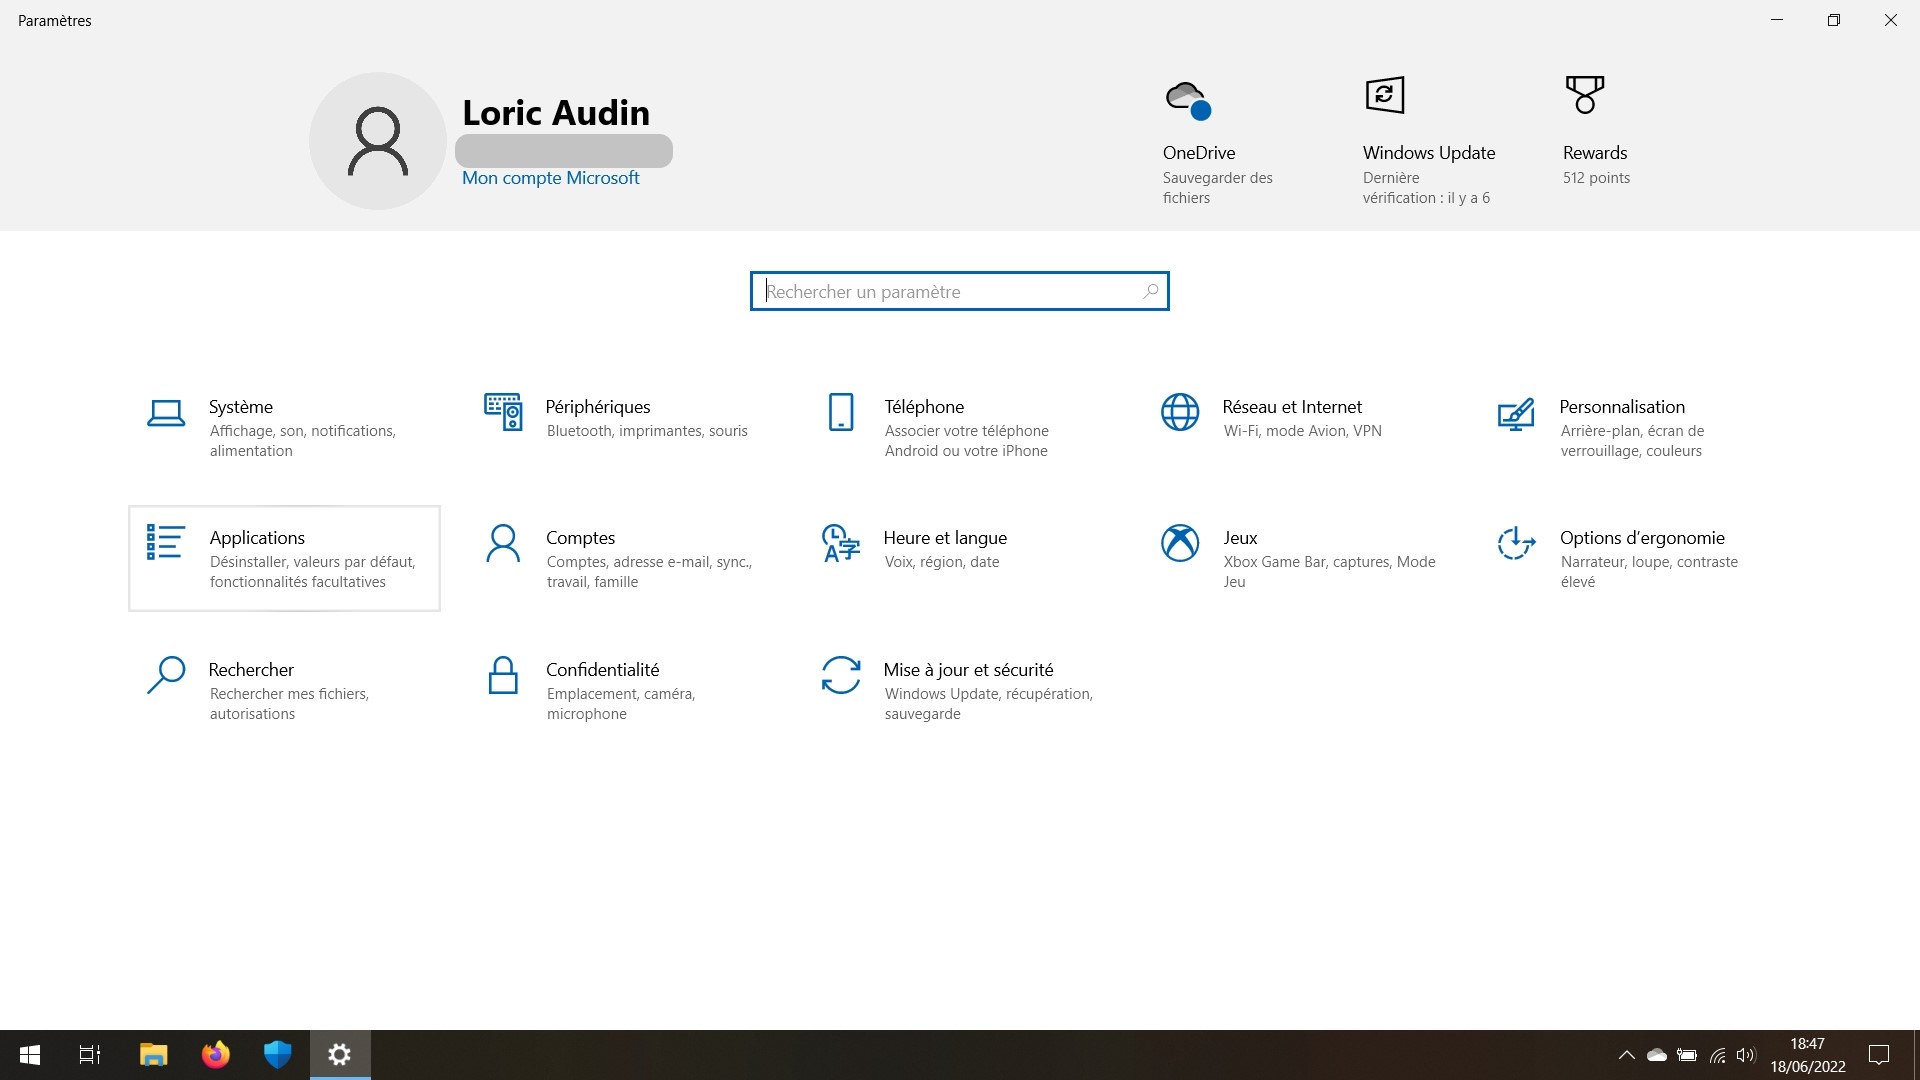 Paramètres
Loric Audin
Mon compte Microsoft
OneDrive
Sauvegarder des
fichiers
Windows Update
Dernière
vérification : il y a 6
Rewards
512 points
Rechercher un paramètre
Système
Affichage, son, notifications,
alimentation
Périphériques
Bluetooth, imprimantes, souris
Téléphone
Associer votre téléphone
Android ou votre iPhone
Réseau et Internet
Wi-Fi, mode Avion, VPN
Personnalisation
Arrière-plan, écran de
verrouillage, couleurs
Applications
Désinstaller, valeurs par défaut,
fonctionnalités facultatives
Comptes
Comptes, adresse e-mail, sync.,
travail, famille
Heure et langue
Voix, région, date
Jeux
Xbox Game Bar, captures, Mode
Jeu
Options d’ergonomie
Narrateur, loupe, contraste
élevé
Rechercher
Rechercher mes fichiers,
autorisations
Confidentialité
Emplacement, caméra,
microphone
Mise à jour et sécurité
Windows Update, récupération,
sauvegarde
18:47
18/06/2022